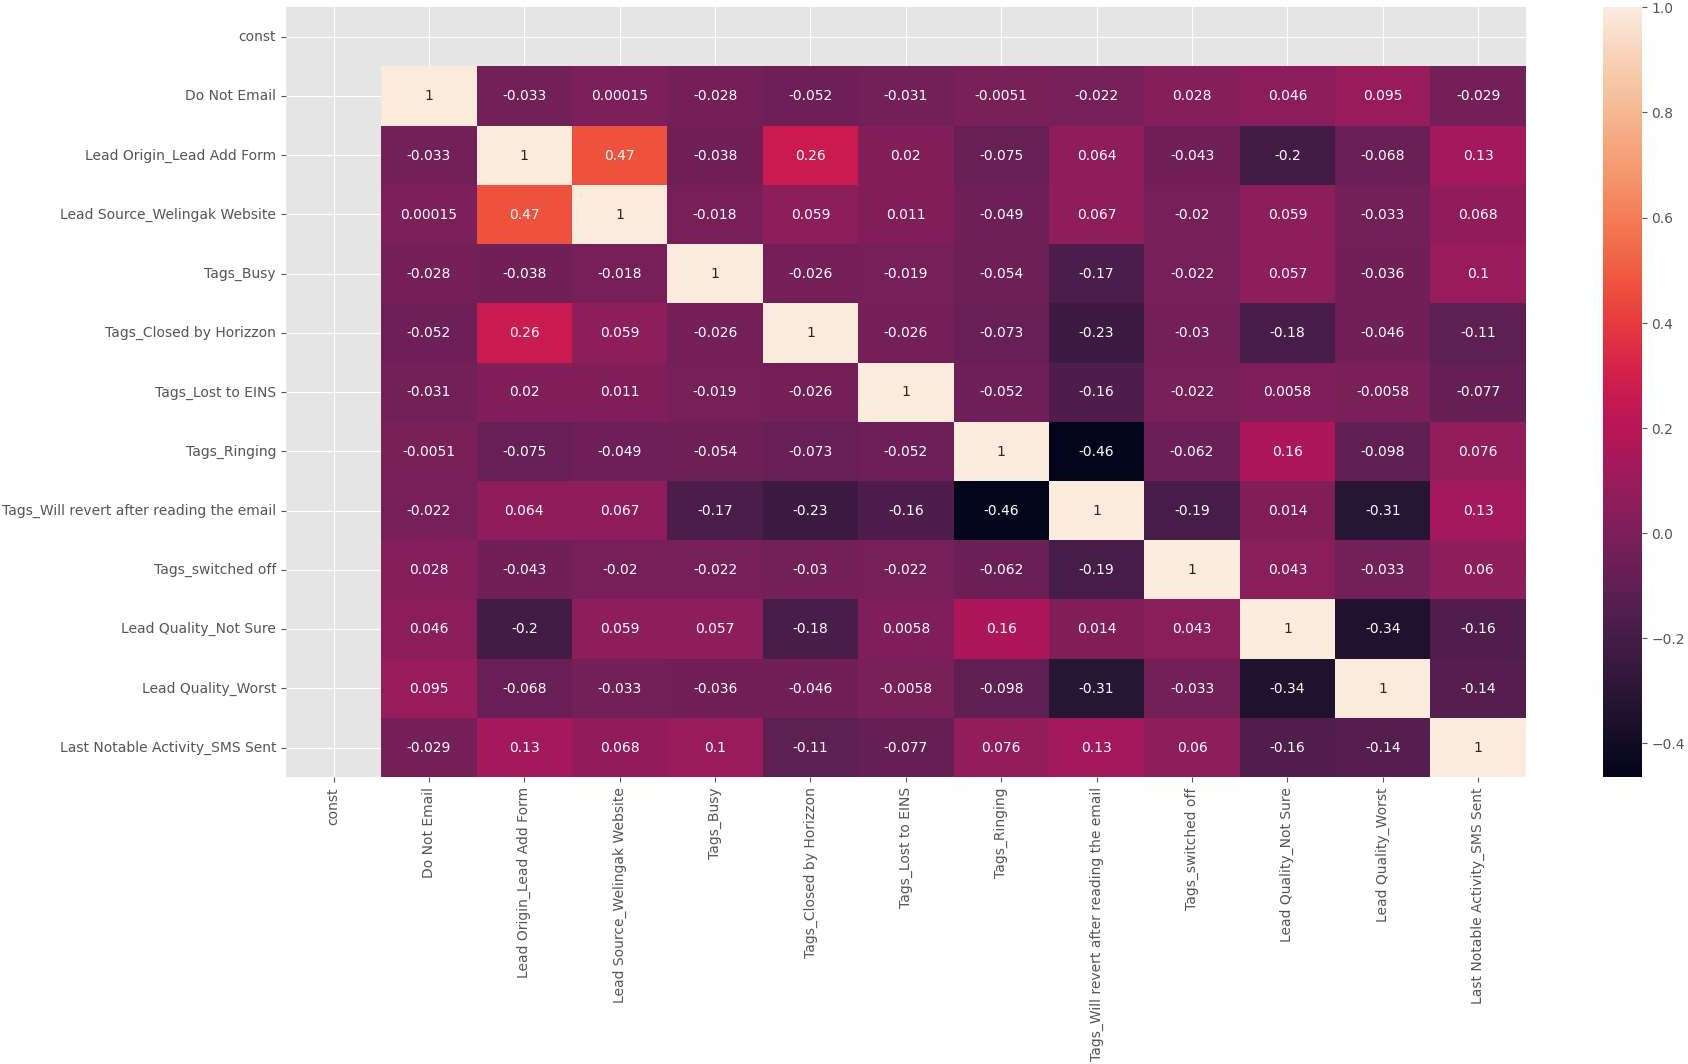 const
Do Not Email 1 -0.033 0.00015 -0.028 -0.052 -0.031 -0.0051 -0.022 0.028 0.046 0.095 -0.029
Lead Origin_Lead Add Form -0.033 1 0.47 -0.038 0.26 0.02 -0.075 0.064 -0.043 -0.2 -0.068 0.13
Lead Source_Welingak Website 0.00015 0.47 1 -0.018 0.059 0.011 -0.049 0.067 -0.02 0.059 -0.033 0.068
Tags_Busy -0.028 -0.038 -0.018 1 -0.026 -0.019 -0.054 -0.17 -0.022 0.057 -0.036 0.1
Tags_Closed by Horizzon -0.052 0.26 0.059 -0.026 1 -0.026 -0.073 -0.23 -0.03 -0.18 -0.046 -0.11
Tags_Lost to EINS -0.031 0.02 0.011 -0.019 -0.026 1 -0.052 -0.16 -0.022 0.0058 -0.0058 -0.077
Tags_Ringing -0.0051 -0.075 -0.049 -0.054 -0.073 -0.052 1 -0.46 -0.062 0.16 -0.098 0.076
Tags_Will revert after reading the email -0.022 0.064 0.067 -0.17 -0.23 -0.16 -0.46 1 -0.19 0.014 -0.31 0.13
Tags_switched off 0.028 -0.043 -0.02 -0.022 -0.03 -0.022 -0.062 -0.19 1 0.043 -0.033 0.06
Lead Quality_Not Sure 0.046 -0.2 0.059 0.057 -0.18 0.0058 0.16 0.014 0.043 1 -0.34 -0.16
Lead Quality_Worst 0.095 -0.068 -0.033 -0.036 -0.046 -0.0058 -0.098 -0.31 -0.033 -0.34 1 -0.14
Last Notable Activity_SMS Sent -0.029 0.13 0.068 0.1 -0.11 -0.077 0.076 0.13 0.06 -0.16 -0.14 1
const
Do Not Email
Lead Origin_Lead Add Form
Lead Source_Welingak Website
Tags_Busy
Tags_Closed by Horizzon
Tags_Lost to EINS
Tags_Ringing
Tags_Will revert after reading the email
Tags_switched off
Lead Quality_Not Sure
Lead Quality_Worst
Last Notable Activity_SMS Sent
1.0
0.8
0.6
0.4
0.2
0.0
−0.2
−0.4